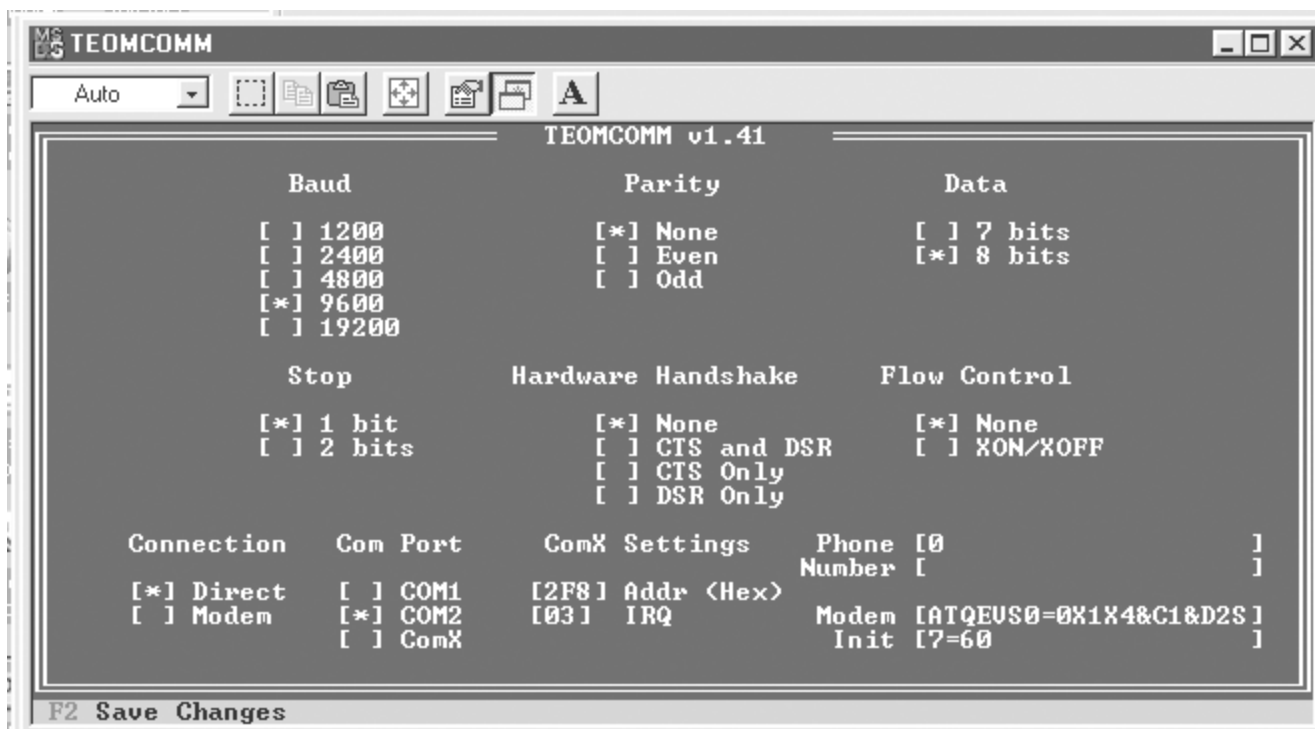 TEOMCOMM
Auto
A
TEOMCOMM v1.41
Baud Parity Data
[ ] 1200 [*] None [ ] 7 bits
[ ] 2400 [ ] Even [*] 8 bits
[ ] 4800 [ ] Odd
[*] 9600
[ ] 19200
Stop Hardware Handshake Flow Control
[*] 1 bit [*] None [*] None
[ ] 2 bits [ ] CTS and DSR [ ] XON/XOFF
[ ] CTS Only
[ ] DSR Only
Connection Com Port ComX Settings Phone [0 ]
Number [ ]
[*] Direct [ ] COM1 [2F8] Addr (Hex)
[ ] Modem [*] COM2 [03] IRQ Modem [ATQEVS0=0X1X4&C1&D2S]
[ ] ComX Init [7=60 ]
F2 Save Changes